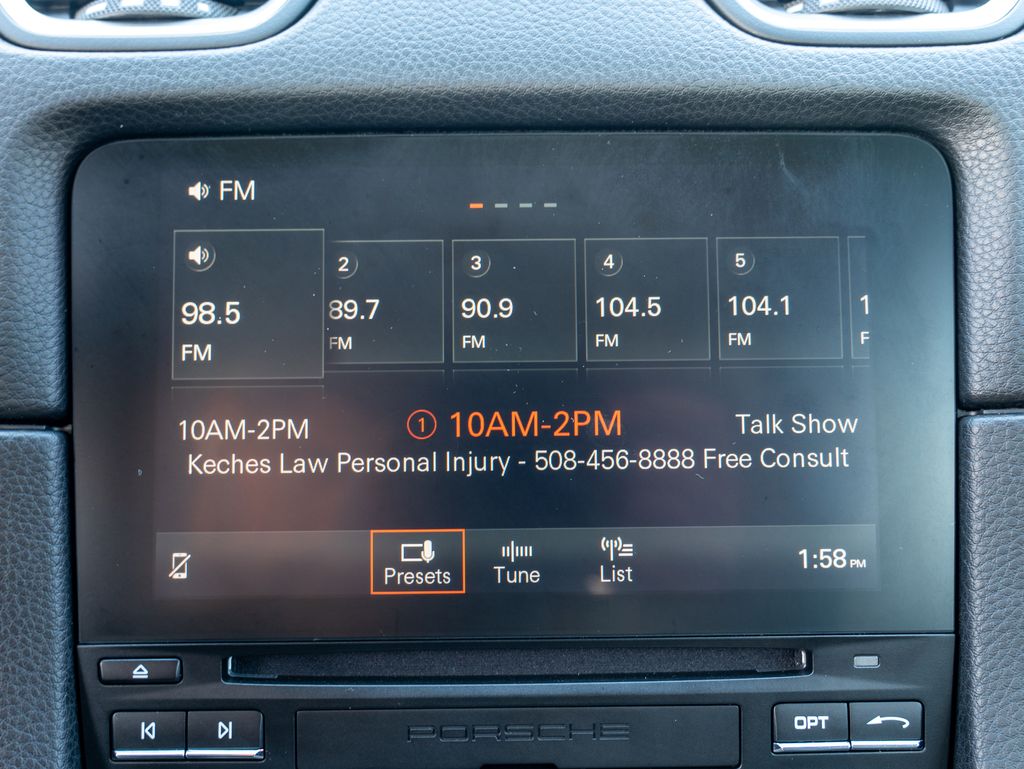 FM
2 3 4 5
98.5 89.7 90.9 104.5 104.1 1
FM FM FM FM FM F
10AM-2PM 1 10AM-2PM Talk Show
Keches Law Personal Injury - 508-456-8888 Free Consult
Presets Tune List 1:58 PM
PORSCHE OPT